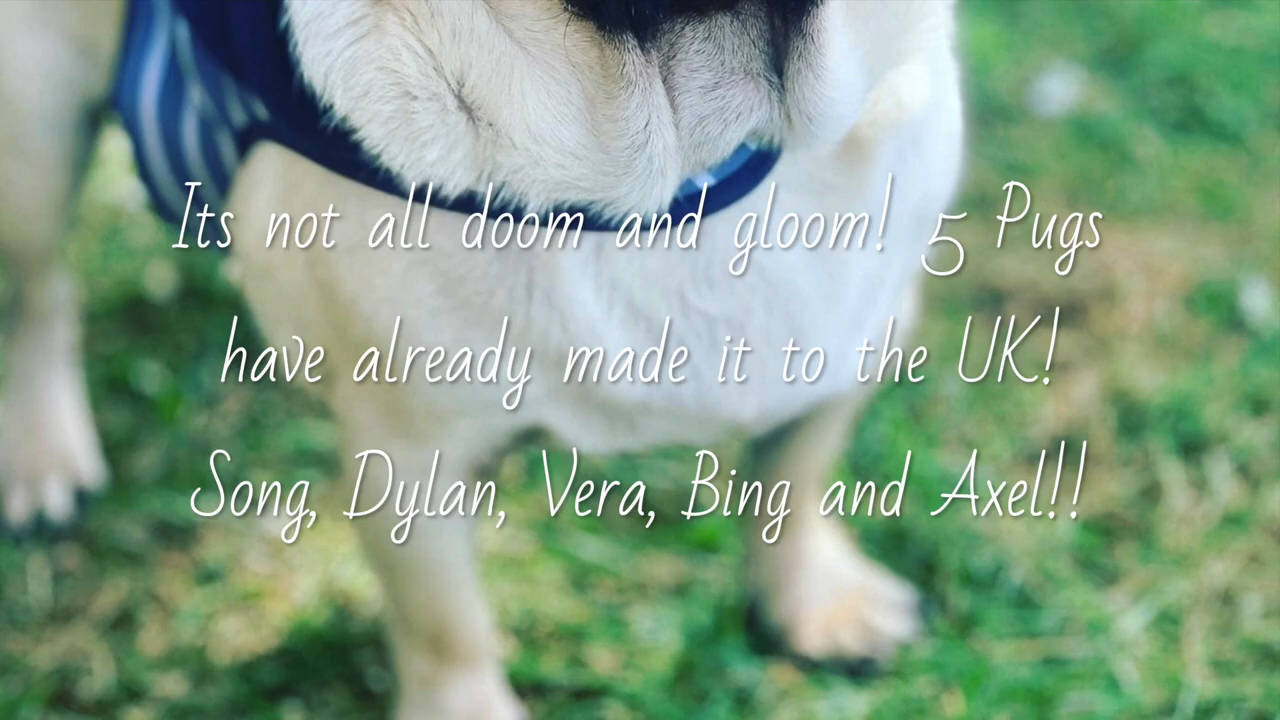 Its not all doom and gloom! 5 Pugs
have already made it to the UK!
Song, Dylan, Vera, Bing and Axel!!